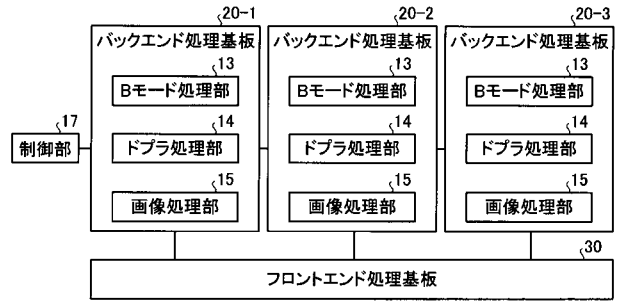 20-1 20-2 20-3
バックエンド処理基板 バックエンド処理基板 バックエンド処理基板
13 13 13
Bモード処理部 Bモード処理部 Bモード処理部
17 14 14 14
制御部 ドプラ処理部 ドプラ処理部 ドプラ処理部
15 15 15
画像処理部 画像処理部 画像処理部
30
フロントエンド処理基板